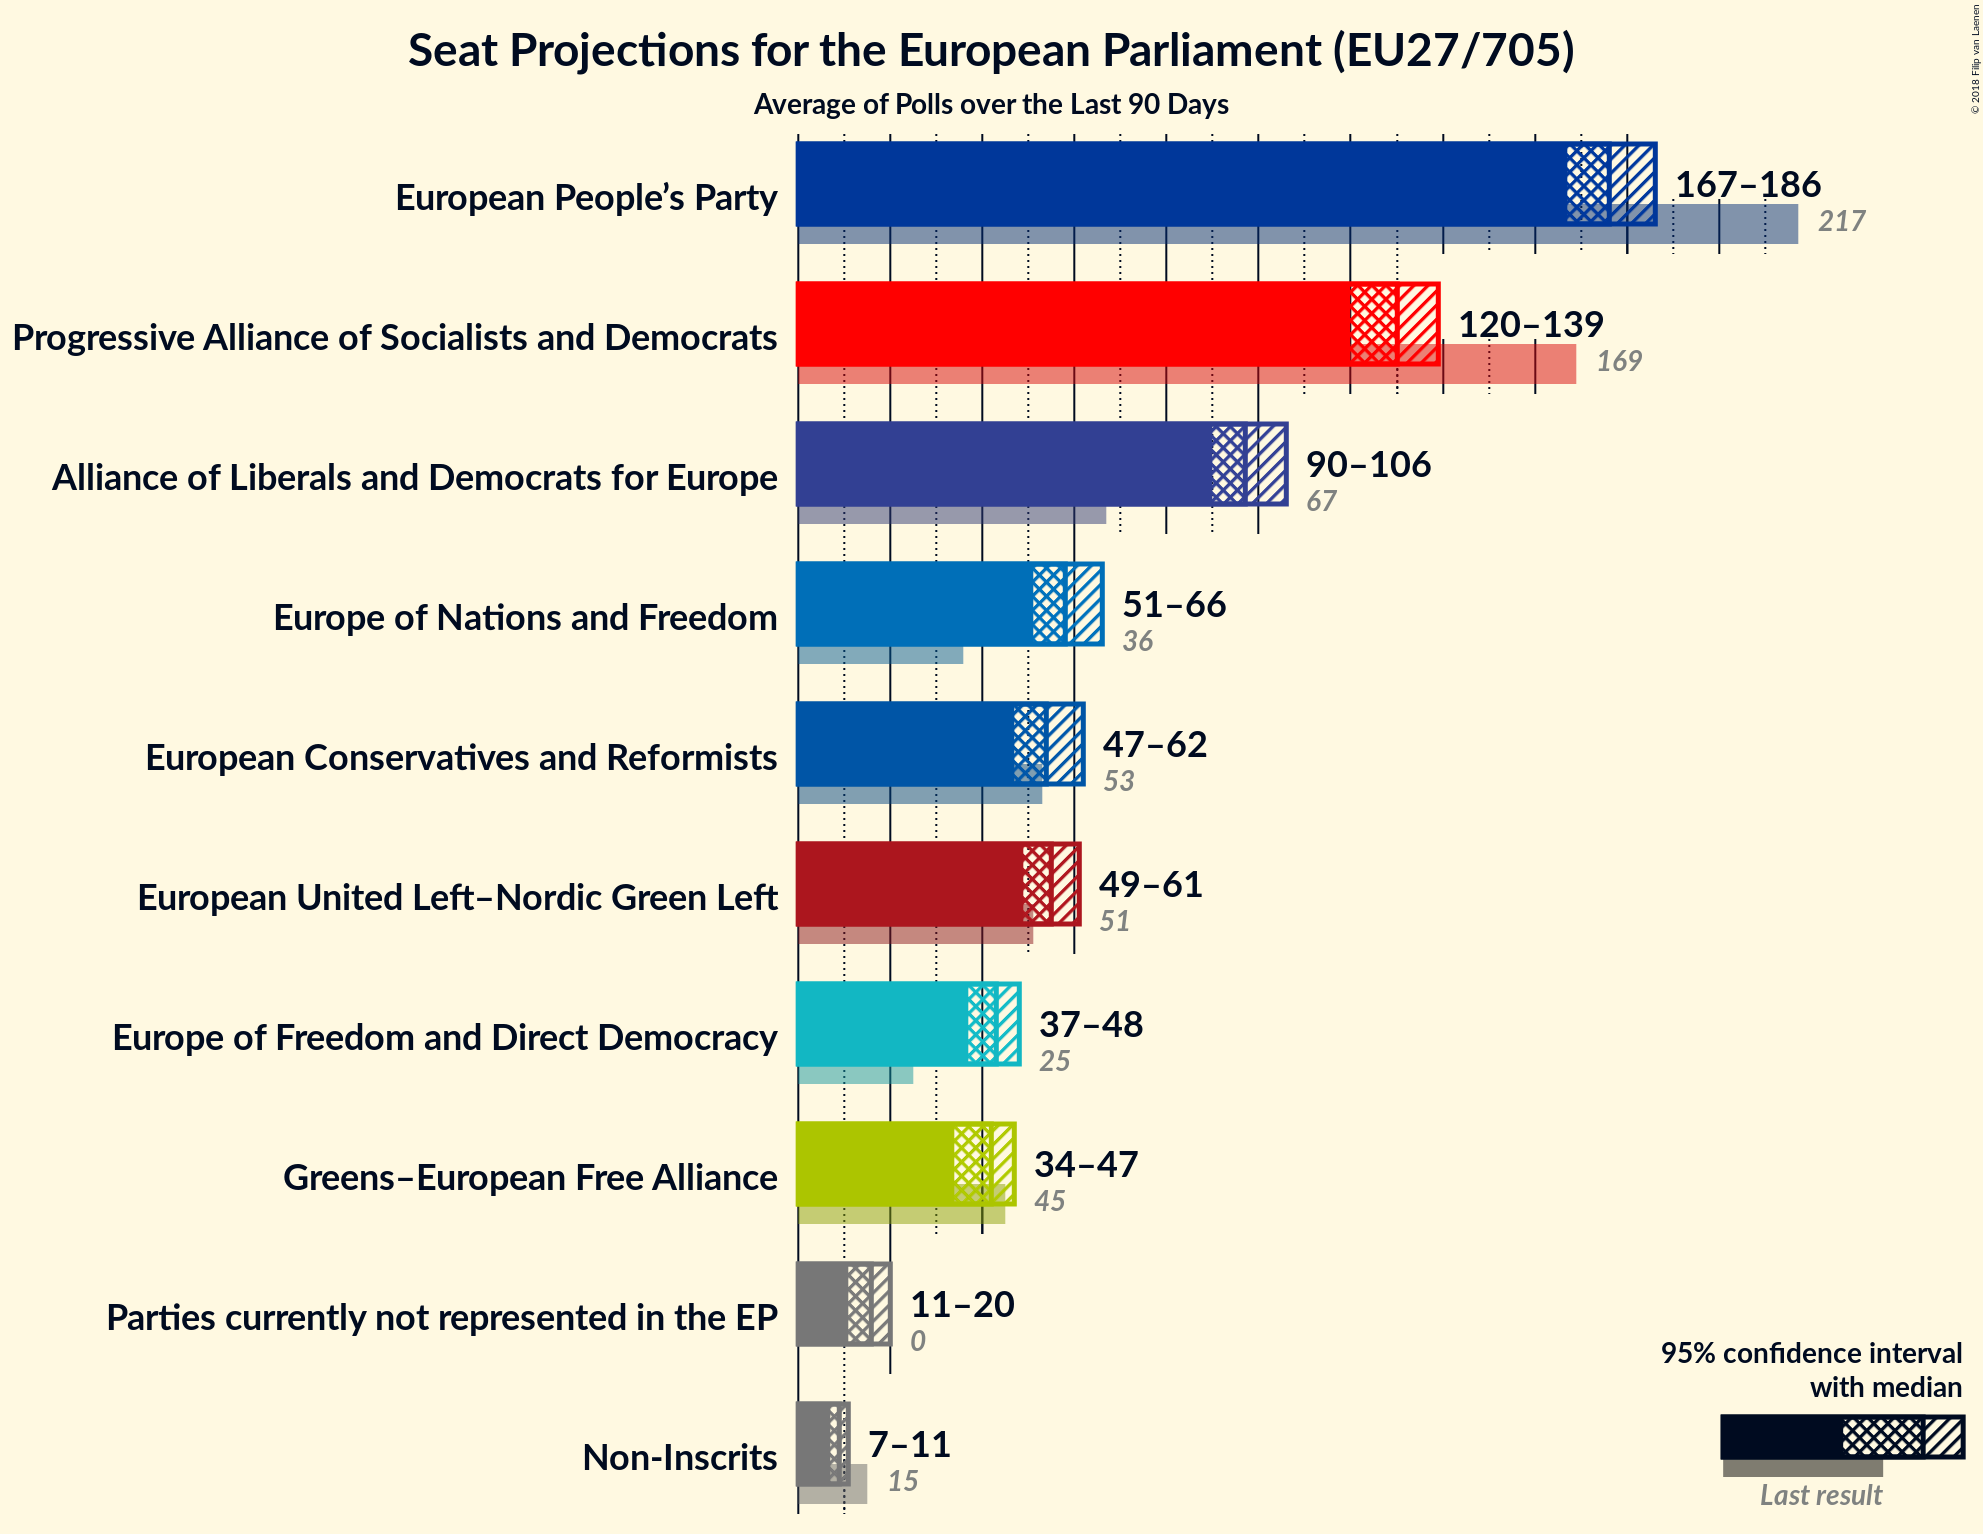 Seat Projections for the European Parliament (EU27/705)
Average of Polls over the Last 90 Days
© 2018 Filip van Laenen
European People’s Party
167–186
217
Progressive Alliance of Socialists and Democrats
120–139
169
Alliance of Liberals and Democrats for Europe
90–106
67
Europe of Nations and Freedom
51–66
36
European Conservatives and Reformists
47–62
53
European United Left–Nordic Green Left
49–61
51
Europe of Freedom and Direct Democracy
37–48
25
Greens–European Free Alliance
34–47
45
Parties currently not represented in the EP
11–20
0
Non-Inscrits
7–11
15
95% confidence interval
with median
Last result